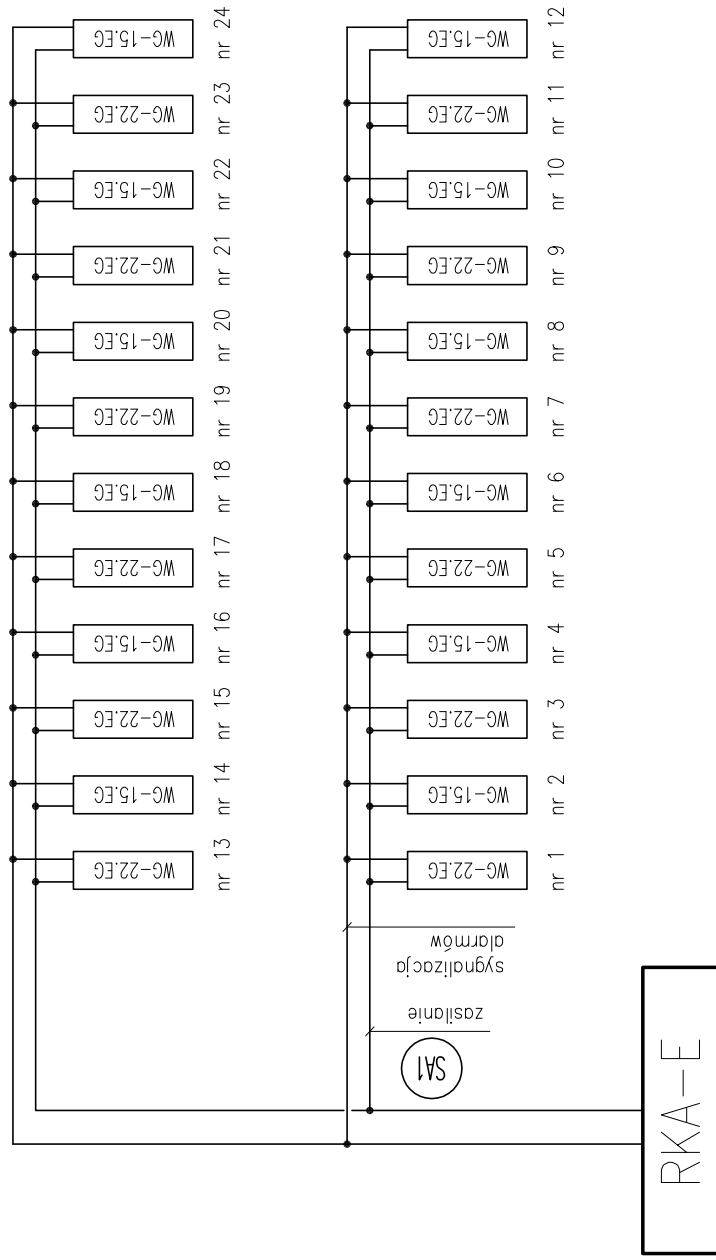 WG-15.EG
nr 24
WG-22.EG
nr 23
WG-15.EG
nr 22
WG-22.EG
nr 21
WG-15.EG
nr 20
WG-22.EG
nr 19
WG-15.EG
nr 18
WG-22.EG
nr 17
WG-15.EG
nr 16
WG-22.EG
nr 15
WG-15.EG
nr 14
WG-22.EG
nr 13
WG-15.EG
nr 12
WG-22.EG
nr 11
WG-15.EG
nr 10
WG-22.EG
nr 9
WG-15.EG
nr 8
WG-22.EG
nr 7
WG-15.EG
nr 6
WG-22.EG
nr 5
WG-15.EG
nr 4
WG-22.EG
nr 3
WG-15.EG
nr 2
WG-22.EG
nr 1
sygnalizacja
alarmów
zasilanie
SA1
RKA-E